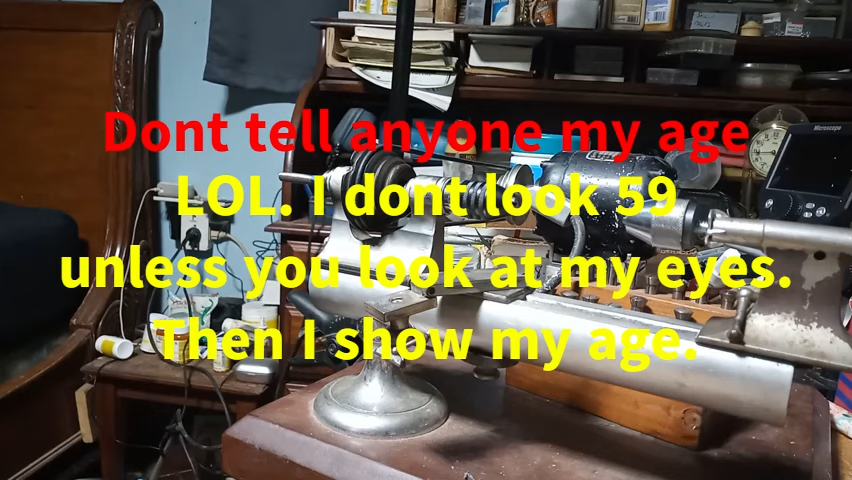 Dont tell anyone my age
LOL. I dont look 59
unless you look at my eyes.
Then I show my age.
Microscope